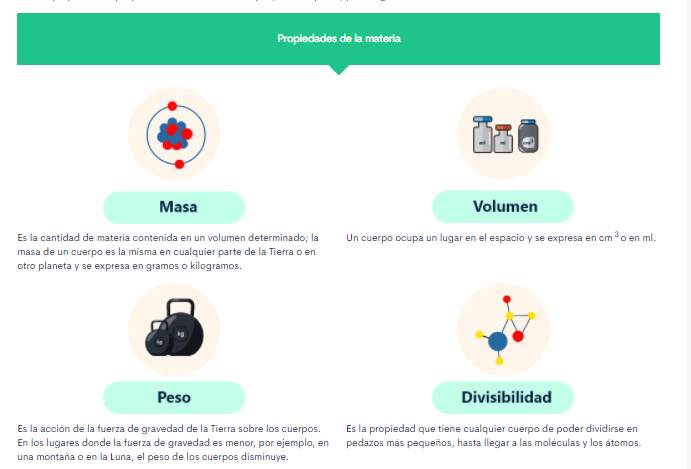 Propiedades de la materia
Masa
Es la cantidad de materia contenida en un volumen determinado; la
masa de un cuerpo es la misma en cualquier parte de la Tierra o en
otro planeta y se expresa en gramos o kilogramos.
Volumen
Un cuerpo ocupa un lugar en el espacio y se expresa en cm ³ o en ml.
kg
kg
Peso
Es la acción de la fuerza de gravedad de la Tierra sobre los cuerpos.
En los lugares donde la fuerza de gravedad es menor, por ejemplo, en
una montaña o en la Luna, el peso de los cuerpos disminuye.
Divisibilidad
Es la propiedad que tiene cualquier cuerpo de poder dividirse en
pedazos más pequeños, hasta llegar a las moléculas y los átomos.